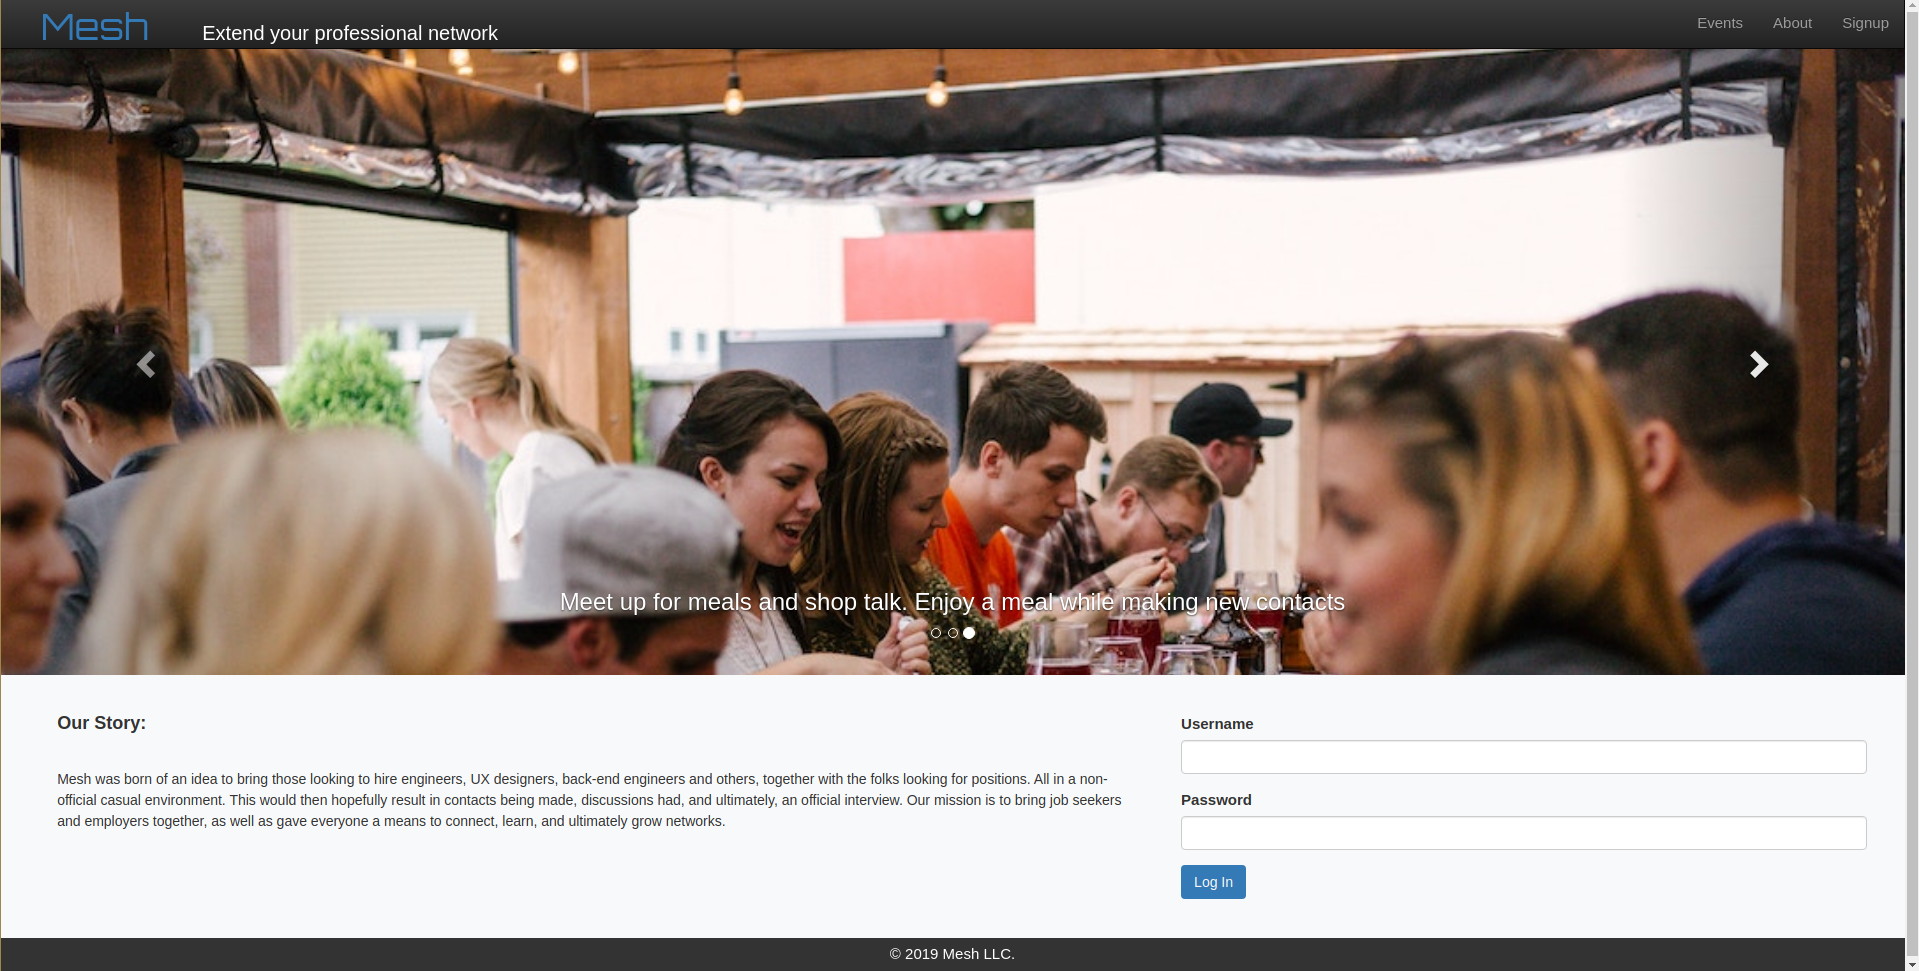 Mesh
Extend your professional network
Events
About
Signup
Meet up for meals and shop talk. Enjoy a meal while making new contacts
Our Story:
Mesh was born of an idea to bring those looking to hire engineers, UX designers, back-end engineers and others, together with the folks looking for positions. All in a non-
official casual environment. This would then hopefully result in contacts being made, discussions had, and ultimately, an official interview. Our mission is to bring job seekers
and employers together, as well as gave everyone a means to connect, learn, and ultimately grow networks.
Username
Password
Log In
© 2019 Mesh LLC.